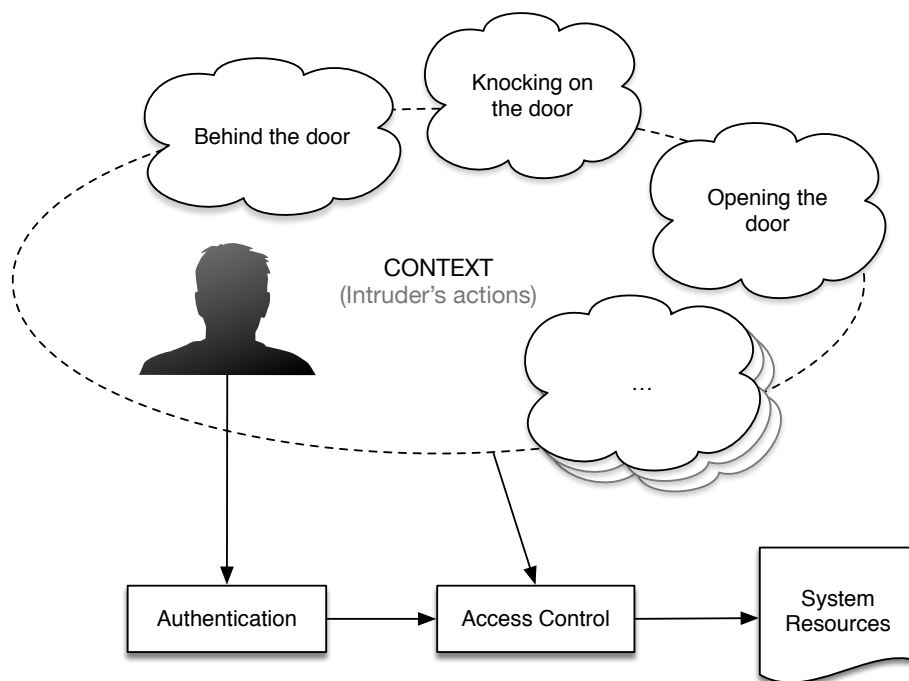 Behind the door
Knocking on
the door
Opening the
door
CONTEXT
(Intruder's actions)
...
Authentication
Access Control
System
Resources